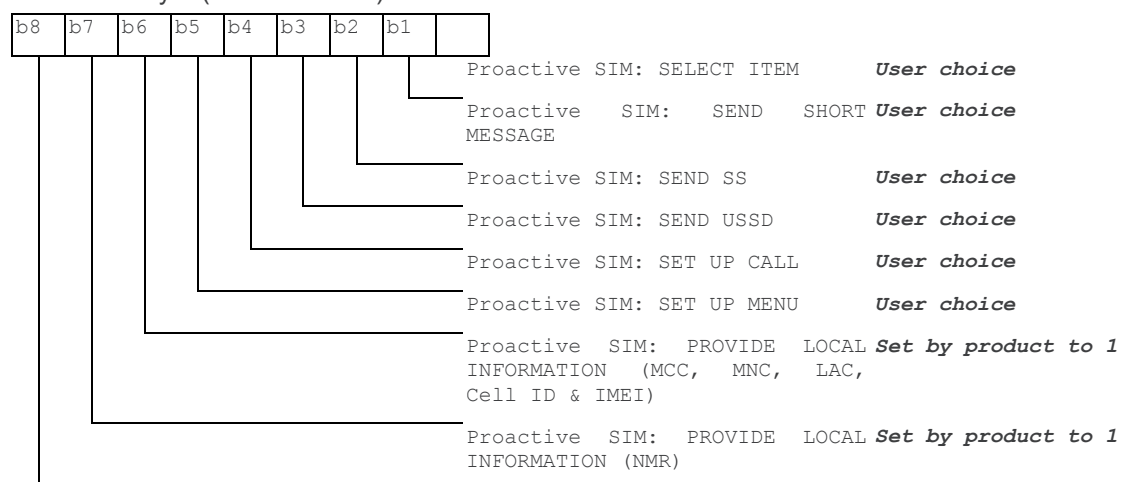 b8 b7 b6 b5 b4 b3 b2 b1
Proactive SIM: SELECT ITEM User choice
Proactive SIM: SEND SHORT User choice
MESSAGE
Proactive SIM: SEND SS User choice
Proactive SIM: SEND USSD User choice
Proactive SIM: SET UP CALL User choice
Proactive SIM: SET UP MENU User choice
Proactive SIM: PROVIDE LOCAL Set by product to 1
INFORMATION (MCC, MNC, LAC,
Cell ID & IMEI)
Proactive SIM: PROVIDE LOCAL Set by product to 1
INFORMATION (NMR)